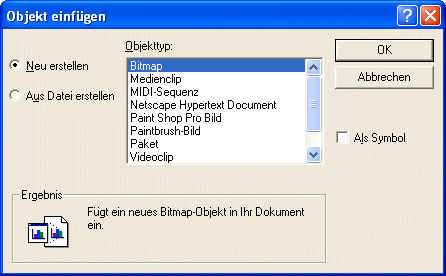 Objekt einfügen
Objekttyp:
Neu erstellen
Aus Datei erstellen
Bitmap
Medienclip
MIDI-Sequenz
Netscape Hypertext Document
Paint Shop Pro Bild
Paintbrush-Bild
Paket
Videoclip
OK
Abbrechen
Als Symbol
Ergebnis
Fügt ein neues Bitmap-Objekt in Ihr Dokument
ein.